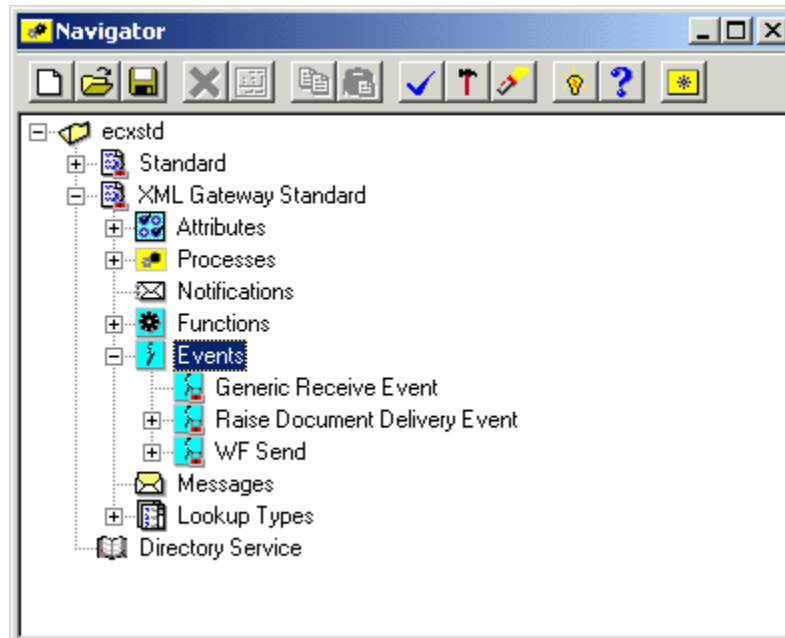 Navigator
ecxstd
Standard
XML Gateway Standard
Attributes
Processes
Notifications
Functions
Events
Generic Receive Event
Raise Document Delivery Event
WF Send
Messages
Lookup Types
Directory Service